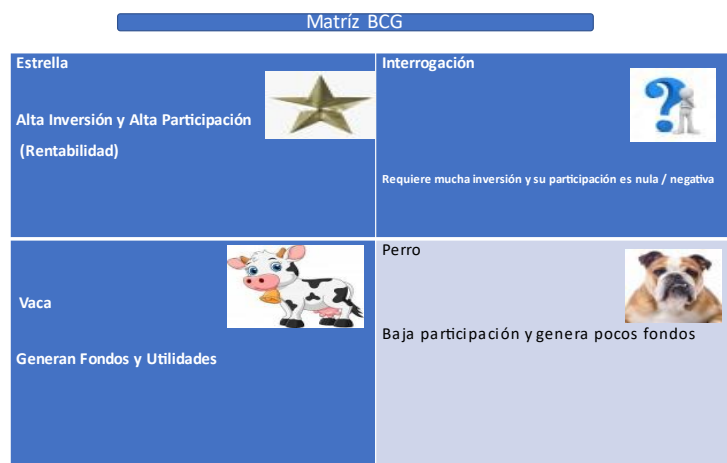 Matríz BCG
Estrella
Alta Inversión y Alta Participación
(Rentabilidad)
Interrogación
Requiere mucha inversión y su participación es nula / negativa
Vaca
Generan Fondos y Utilidades
Perro
Baja participación y genera pocos fondos